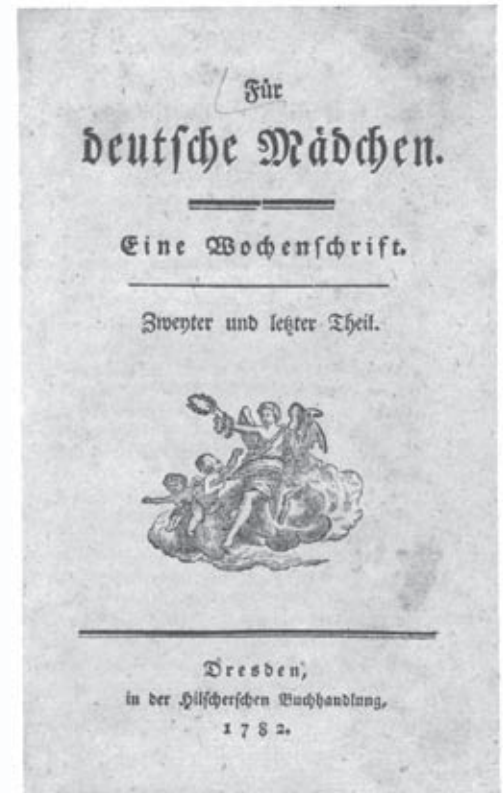 Für
deutsche Mädchen.
Eine Wochenschrift.
Zweyter und letzter Theil.
Dresden,
in der Hilscherschen Buchhandlung,
1782.